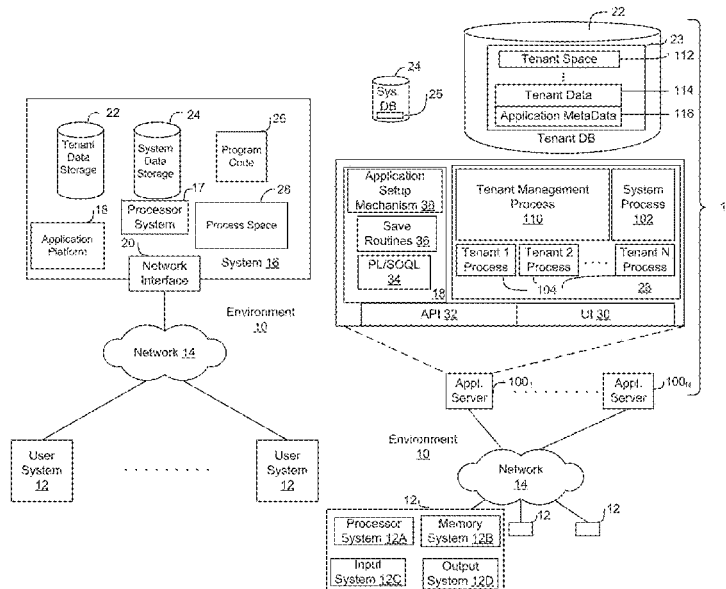 22
24
Tenant
Data
Storage
System
Data
Storage
26
Program
Code
17
28
18
Processor
System
Process Space
Application
Platform
20
System 16
Network
Interface
Environment
10
Network 14
User
System
12
User
System
12
22
23
Tenant Space
112
24
Sys
DB
25
Tenant Data
114
Application MetaData
116
Tenant DB
Application
Setup
Mechanism 38
Tenant Management
Process
110
System
Process
102
Save
Routines 36
PL/SOQL
34
Tenant 1
Process
Tenant 2
Process
Tenant N
Process
104
18
28
API 32
UI 30
Appl.
Server
100₁
Appl.
Server
100N
Environment
10
Network
14
12
12
12
Processor
System 12A
Memory
System 12B
Input
System 12C
Output
System 12D